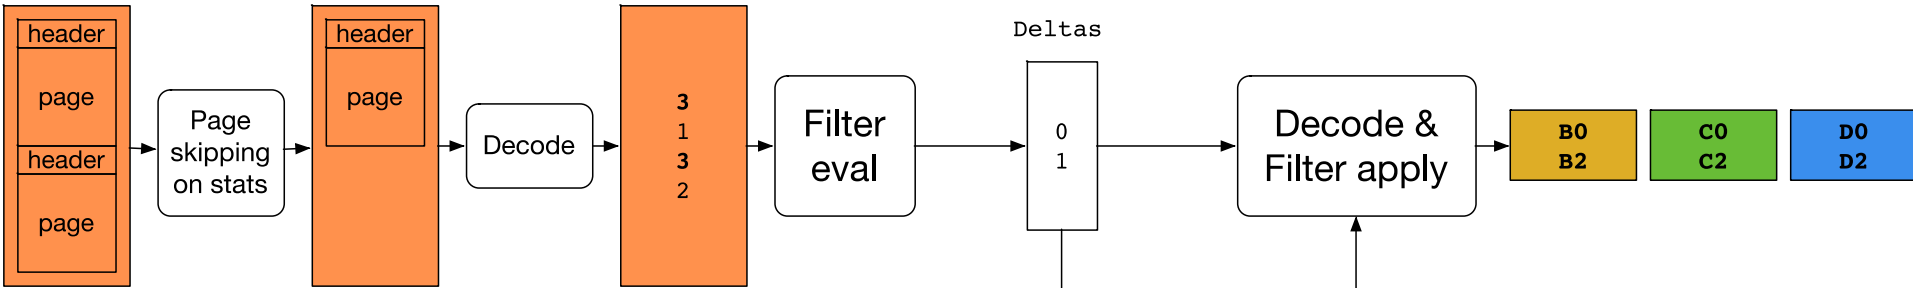 header
page
header
page
Page
skipping
on stats
header
page
Decode
3
1
3
2
Filter
eval
Deltas
0
1
Decode &
Filter apply
B0
B2
C0
C2
D0
D2